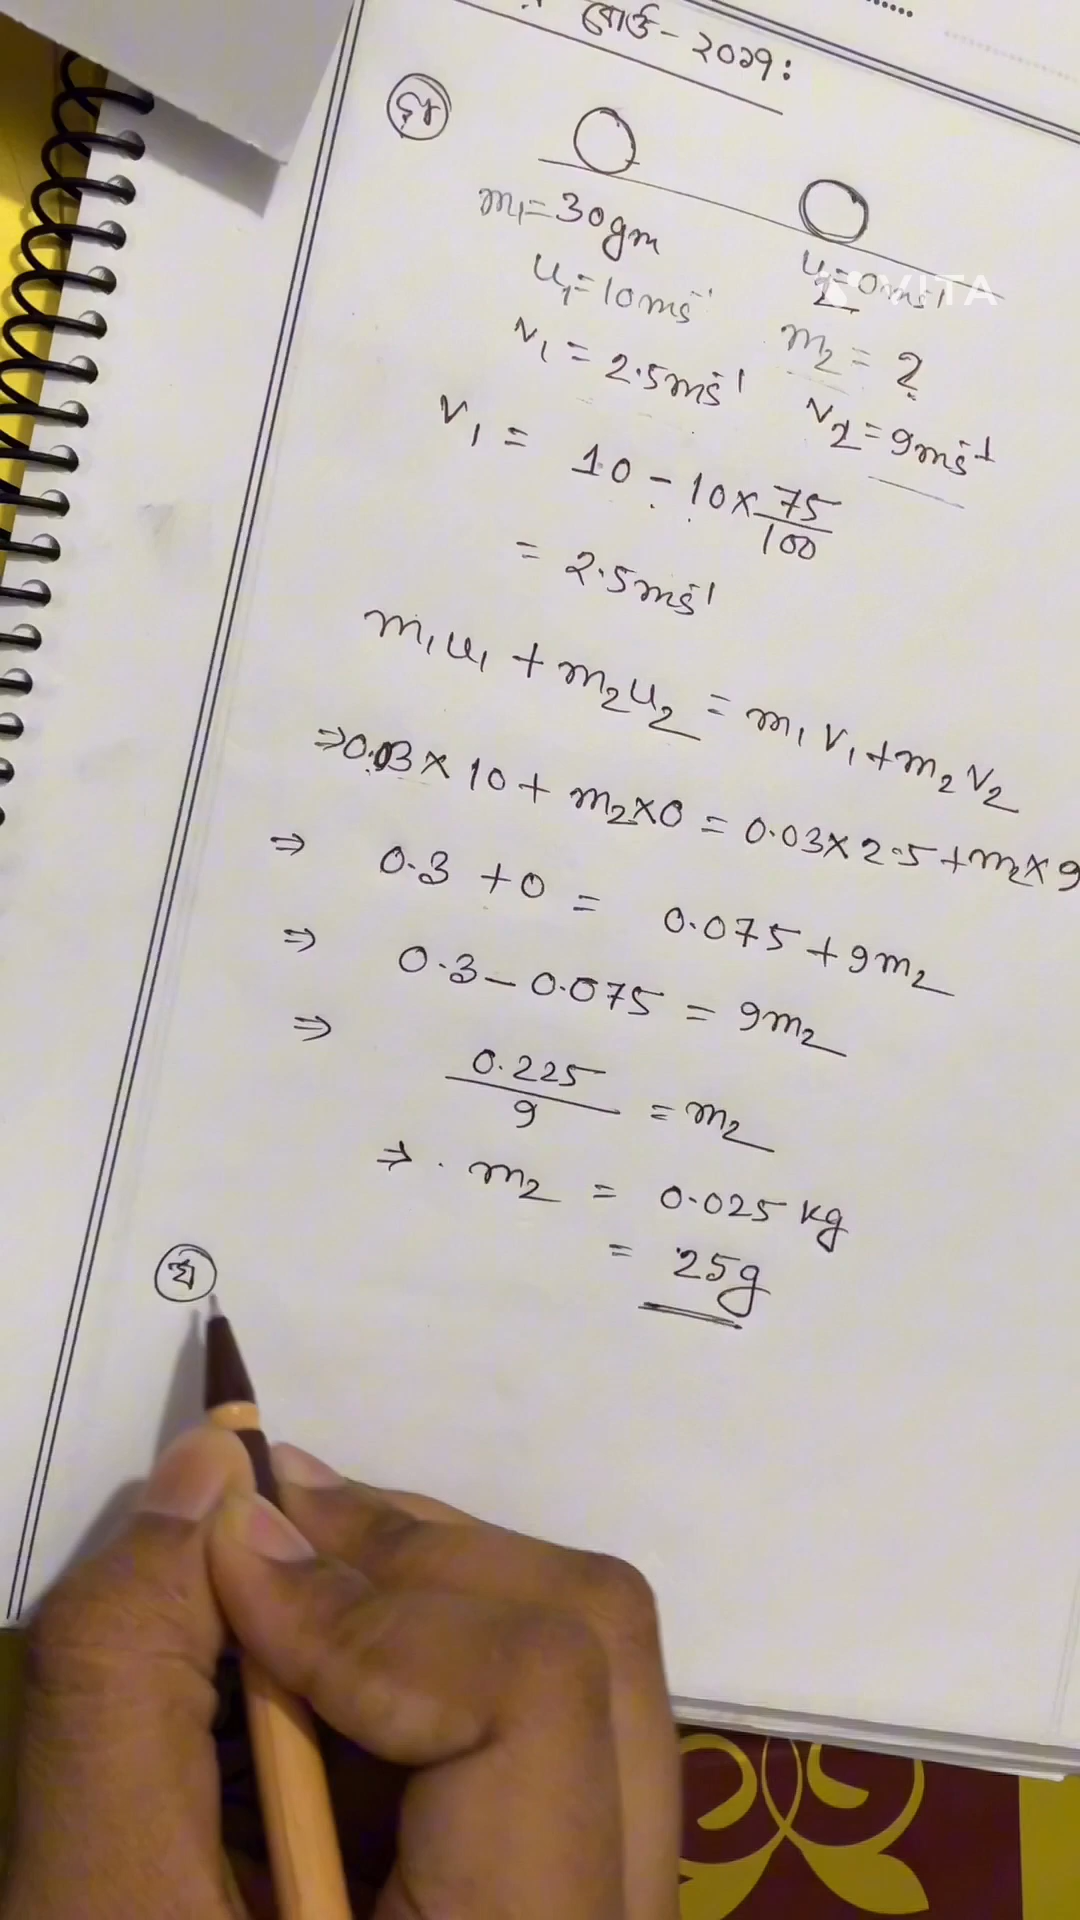 বোর্ড - ২০১৭:
m₁ = 30gm
u₁ = 10ms⁻¹
v₁ = 2.5ms⁻¹
u₂ = 0ms⁻¹
VITA
m₂ = ?
v₂ = 9ms⁻¹
v₁ = 10 - 10 × 75/100
= 2.5ms⁻¹
m₁u₁ + m₂u₂ = m₁v₁ + m₂v₂
⇒ 0.03 × 10 + m₂×0 = 0.03 × 2.5 + m₂ × 9
⇒ 0.3 + 0 = 0.075 + 9m₂
⇒ 0.3 - 0.075 = 9m₂
⇒ 0.225/9 = m₂
⇒ m₂ = 0.025 kg
= 25g
ঘ